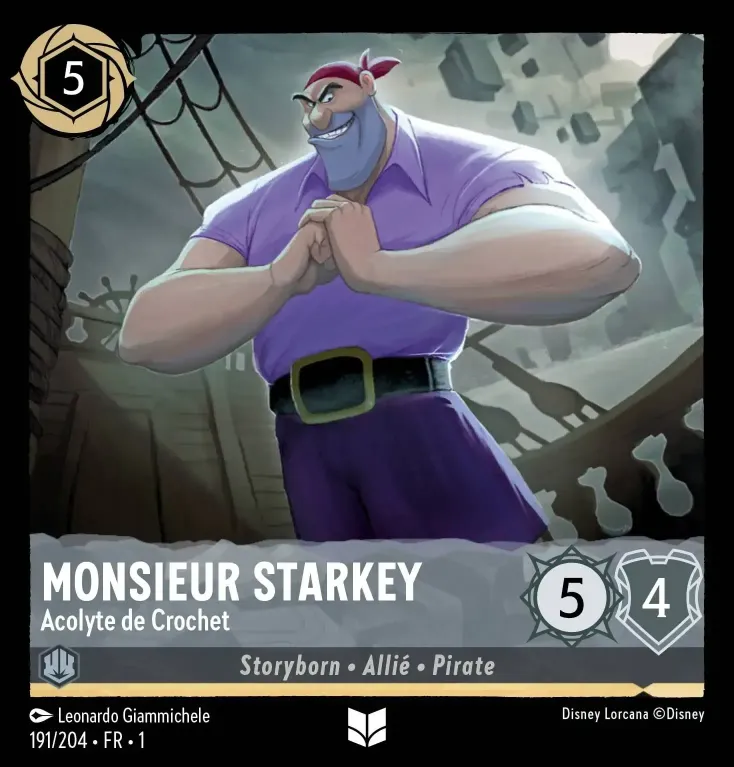 5
MONSIEUR STARKEY
Acolyte de Crochet
5
4
Storyborn • Allié • Pirate
Leonardo Giammichele
Disney Lorcana ©Disney
191/204 • FR • 1